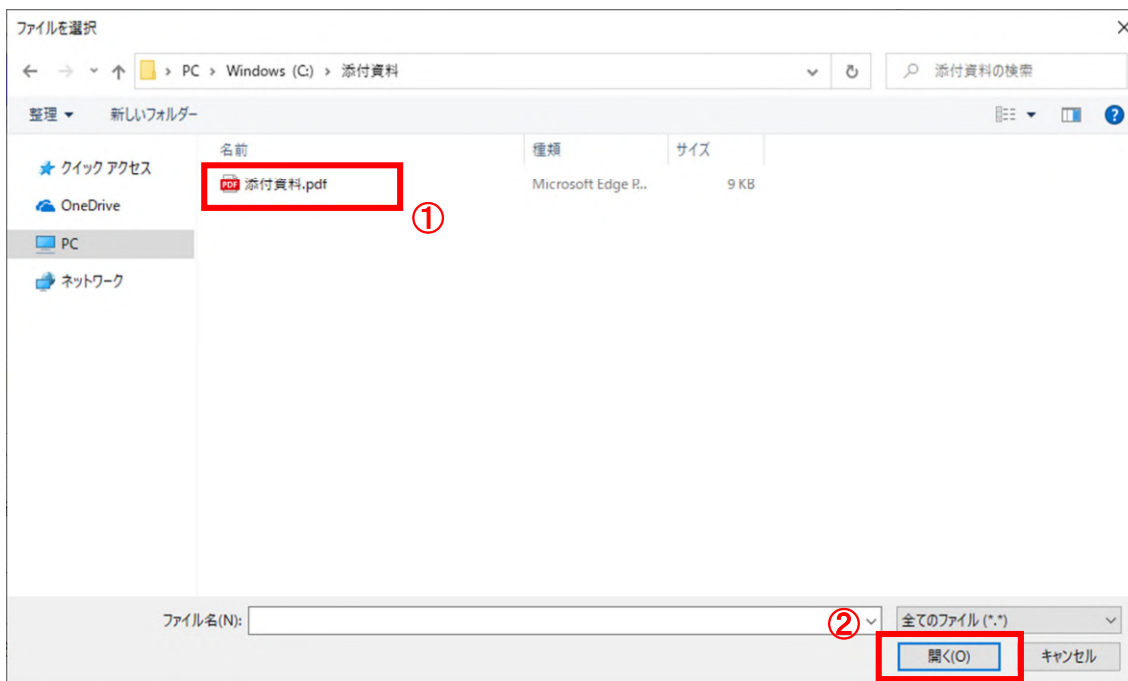 ファイルを選択
PC › Windows (C:) › 添付資料
添付資料の検索
整理 新しいフォルダー
名前 種類 サイズ
クイック アクセス
添付資料.pdf Microsoft Edge P... 9 KB
①
OneDrive
PC
ネットワーク
ファイル名(N):
②
全てのファイル (*.*)
開く(O) キャンセル